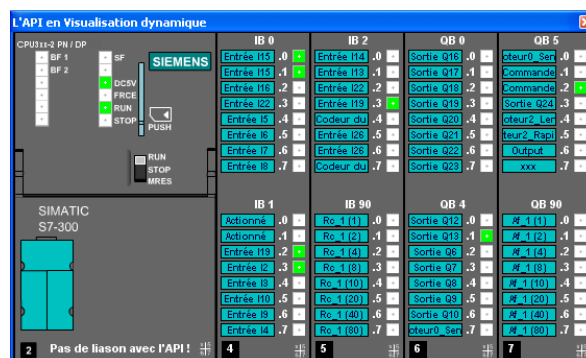 L'API en Visualisation dynamique
CPU3xx-2 PN / DP
BF 1
BF 2
SF
DC5V
FRCE
RUN
STOP
SIEMENS
PUSH
RUN
STOP
MRES
SIMATIC
S7-300
2 Pas de liason avec l'API !
IB 0
Entrée I15 .0
Entrée I15 .1
Entrée I16 .2
Entrée I22 .3
Entrée I5 .4
Entrée I6 .5
Entrée I7 .6
Entrée I8 .7
IB 1
Actionné .0
Actionné .1
Entrée I19 .2
Entrée I2 .3
Entrée I3 .4
Entrée I10 .5
Entrée I9 .6
Entrée I4 .7
4
IB 2
Entrée I14 .0
Entrée I13 .1
Entrée I22 .2
Entrée I19 .3
Codeur du .4
Entrée I26 .5
Entrée I26 .6
Codeur du .7
IB 90
Rc_1 (1) .0
Rc_1 (2) .1
Rc_1 (4) .2
Rc_1 (8) .3
Rc_1 (10) .4
Rc_1 (20) .5
Rc_1 (40) .6
Rc_1 (80) .7
5
QB 0
Sortie Q16 .0
Sortie Q17 .1
Sortie Q18 .2
Sortie Q19 .3
Sortie Q20 .4
Sortie Q21 .5
Sortie Q22 .6
Sortie Q23 .7
QB 4
Sortie Q12 .0
Sortie Q13 .1
Sortie Q6 .2
Sortie Q7 .3
Sortie Q8 .4
Sortie Q9 .5
Sortie Q10 .6
oteur0_Sen .7
6
QB 5
oteur0_Sen .0
Commande .1
Commande .2
Sortie Q24 .3
oteur2_Ler .4
teur2_Rapi .5
Output .6
xxx .7
QB 90
Af_1 (1) .0
Af_1 (2) .1
Af_1 (4) .2
Af_1 (8) .3
Af_1 (10) .4
Af_1 (20) .5
Af_1 (40) .6
Af_1 (80) .7
7